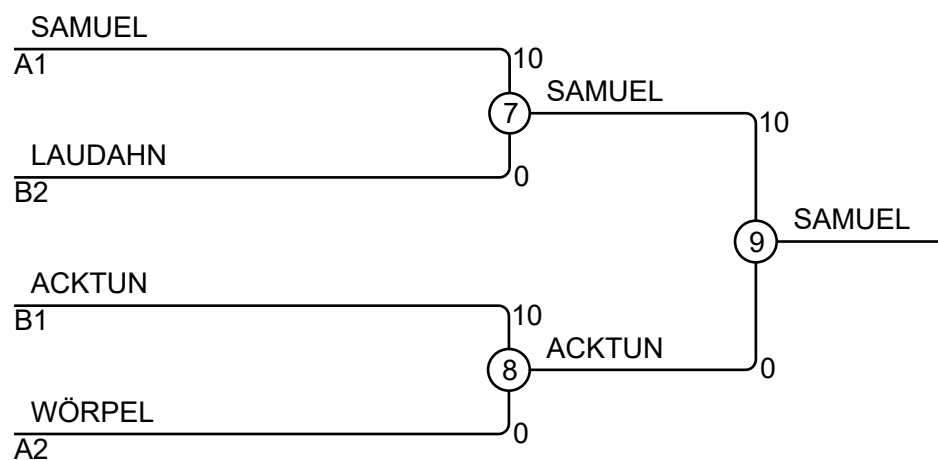 SAMUEL
A1
10
7
SAMUEL
10
LAUDAHN
B2
0
9
SAMUEL
ACKTUN
B1
10
8
ACKTUN
0
WÖRPEL
A2
0